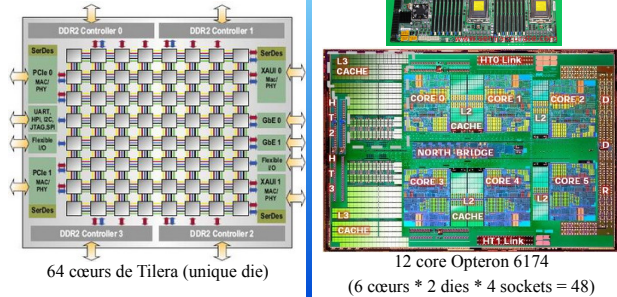 DDR2 Controller 0
DDR2 Controller 1
SerDes
PCIe 0
MAC/
PHY
UART,
HPI, I2C,
JTAG,SPI
Flexible
I/O
PCIe 1
MAC/
PHY
SerDes
SerDes
XAUI 0
MAC/
PHY
GbE 0
GbE 1
Flexible
I/O
XAUI 1
MAC/
PHY
SerDes
DDR2 Controller 3
DDR2 Controller 2
64 cœurs de Tilera (unique die)
L3
CACHE
HT0 Link
H
T
2
H
T
3
CORE 0
CORE 1
CORE 2
L2
CACHE
L2
NORTH BRIDGE
D
D
R
CORE 3
CORE 4
CORE 5
L2
CACHE
L2
L3
CACHE
HT1 Link
12 core Opteron 6174
(6 cœurs * 2 dies * 4 sockets = 48)